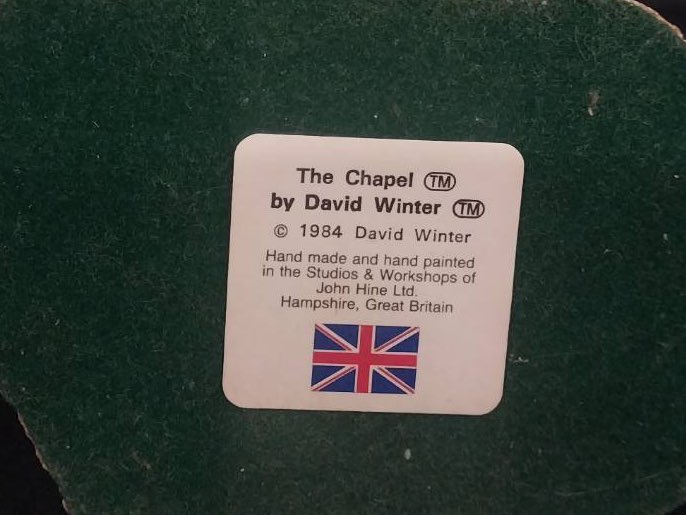 The Chapel ™
by David Winter ™
© 1984 David Winter
Hand made and hand painted
in the Studios & Workshops of
John Hine Ltd.
Hampshire, Great Britain